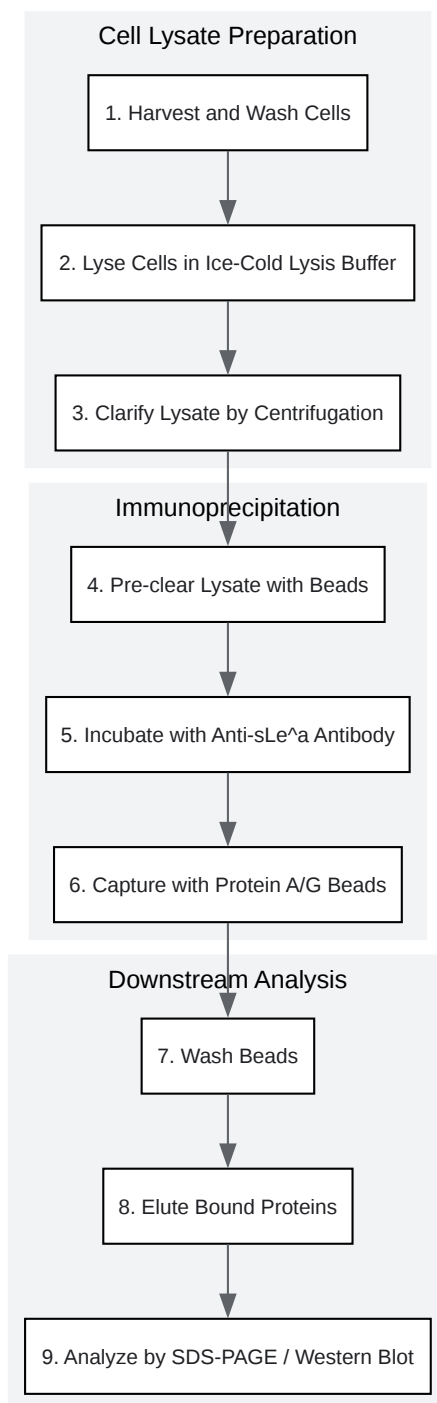 Cell Lysate Preparation
1. Harvest and Wash Cells
2. Lyse Cells in Ice-Cold Lysis Buffer
3. Clarify Lysate by Centrifugation
Immunoprecipitation
4. Pre-clear Lysate with Beads
5. Incubate with Anti-sLe^a Antibody
6. Capture with Protein A/G Beads
Downstream Analysis
7. Wash Beads
8. Elute Bound Proteins
9. Analyze by SDS-PAGE / Western Blot